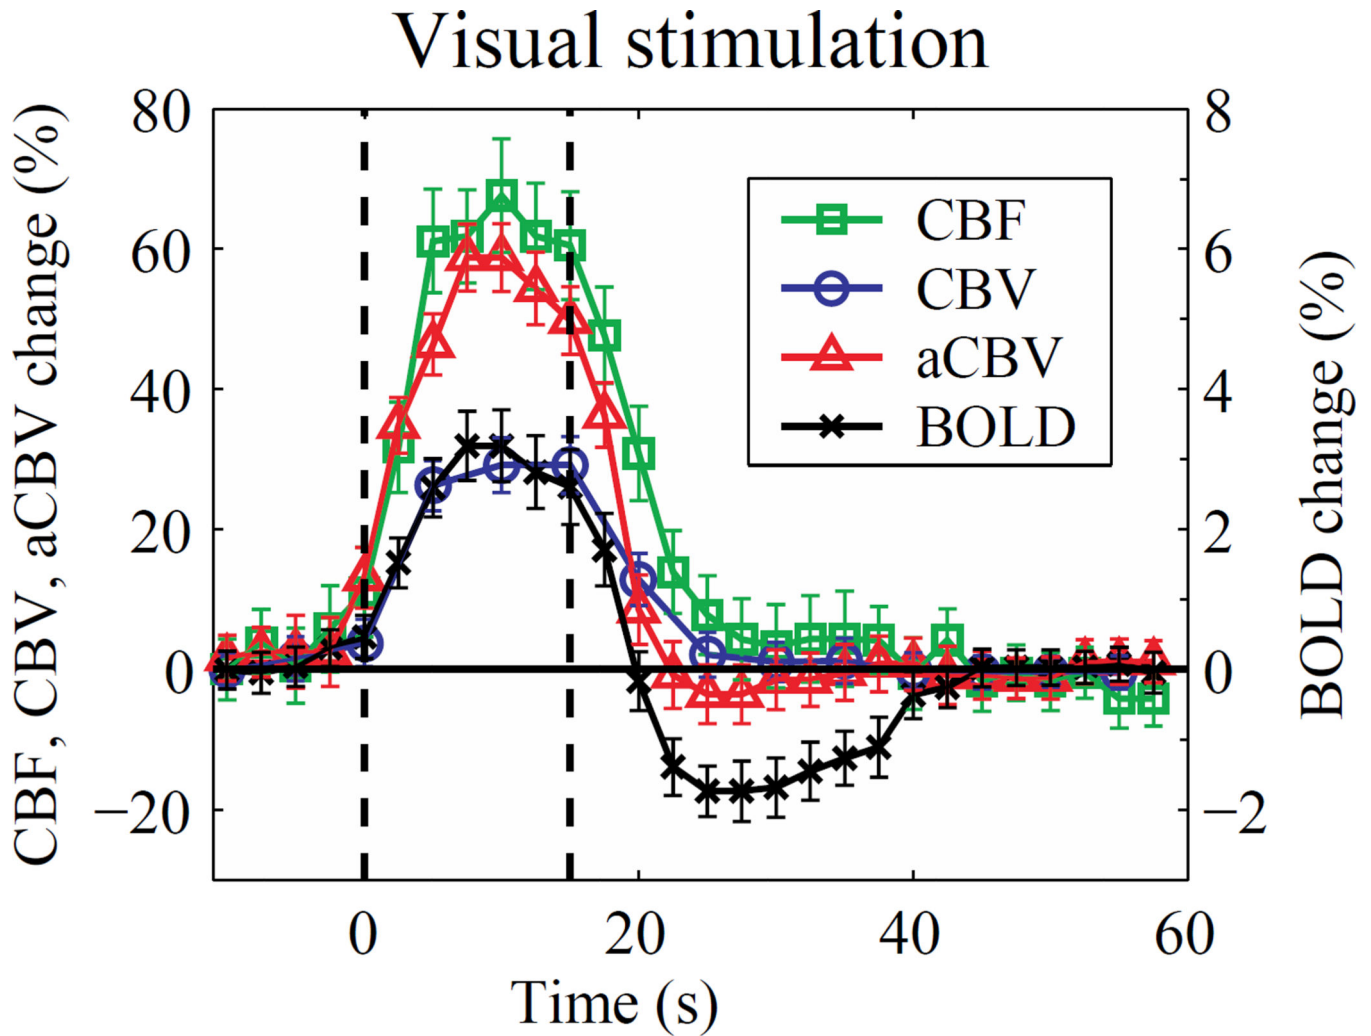 Visual stimulation
CBF, CBV, aCBV change (%)
80
60
40
20
0
−20
8
6
4
2
0
−2
BOLD change (%)
CBF
CBV
aCBV
BOLD
0 20 40 60
Time (s)